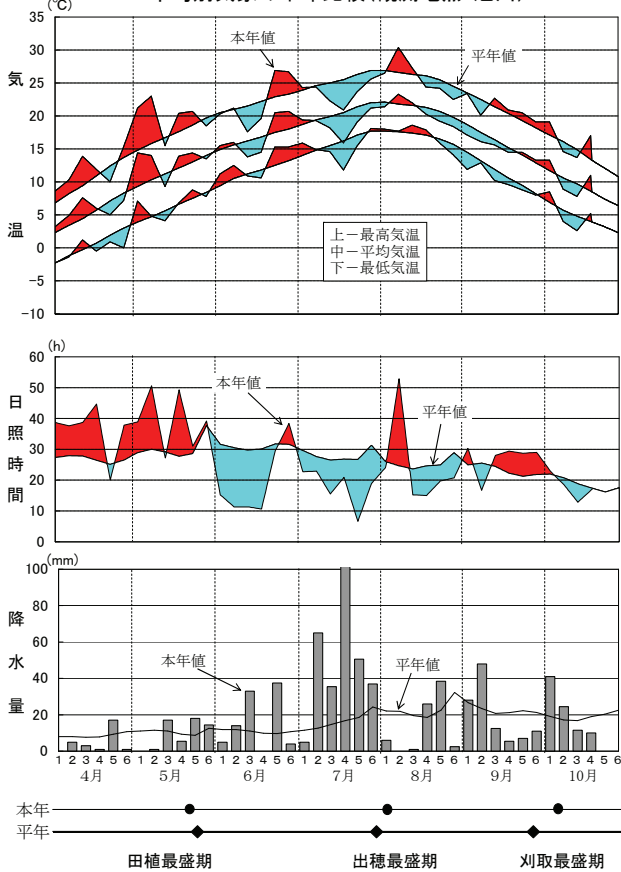 (℃)
35
30
25
20
15
10
5
0
−5
−10
気
温
本年値
平年値
上−最高気温
中−平均気温
下−最低気温
(h)
60
50
40
30
20
10
0
日
照
時
間
本年値
平年値
(mm)
100
80
60
40
20
0
降
水
量
本年値
平年値
1 2 3 4 5 6 1 2 3 4 5 6 1 2 3 4 5 6 1 2 3 4 5 6 1 2 3 4 5 6 1 2 3 4 5 6 1 2 3 4 5 6
4月 5月 6月 7月 8月 9月 10月
本年
平年
田植最盛期 出穂最盛期 刈取最盛期